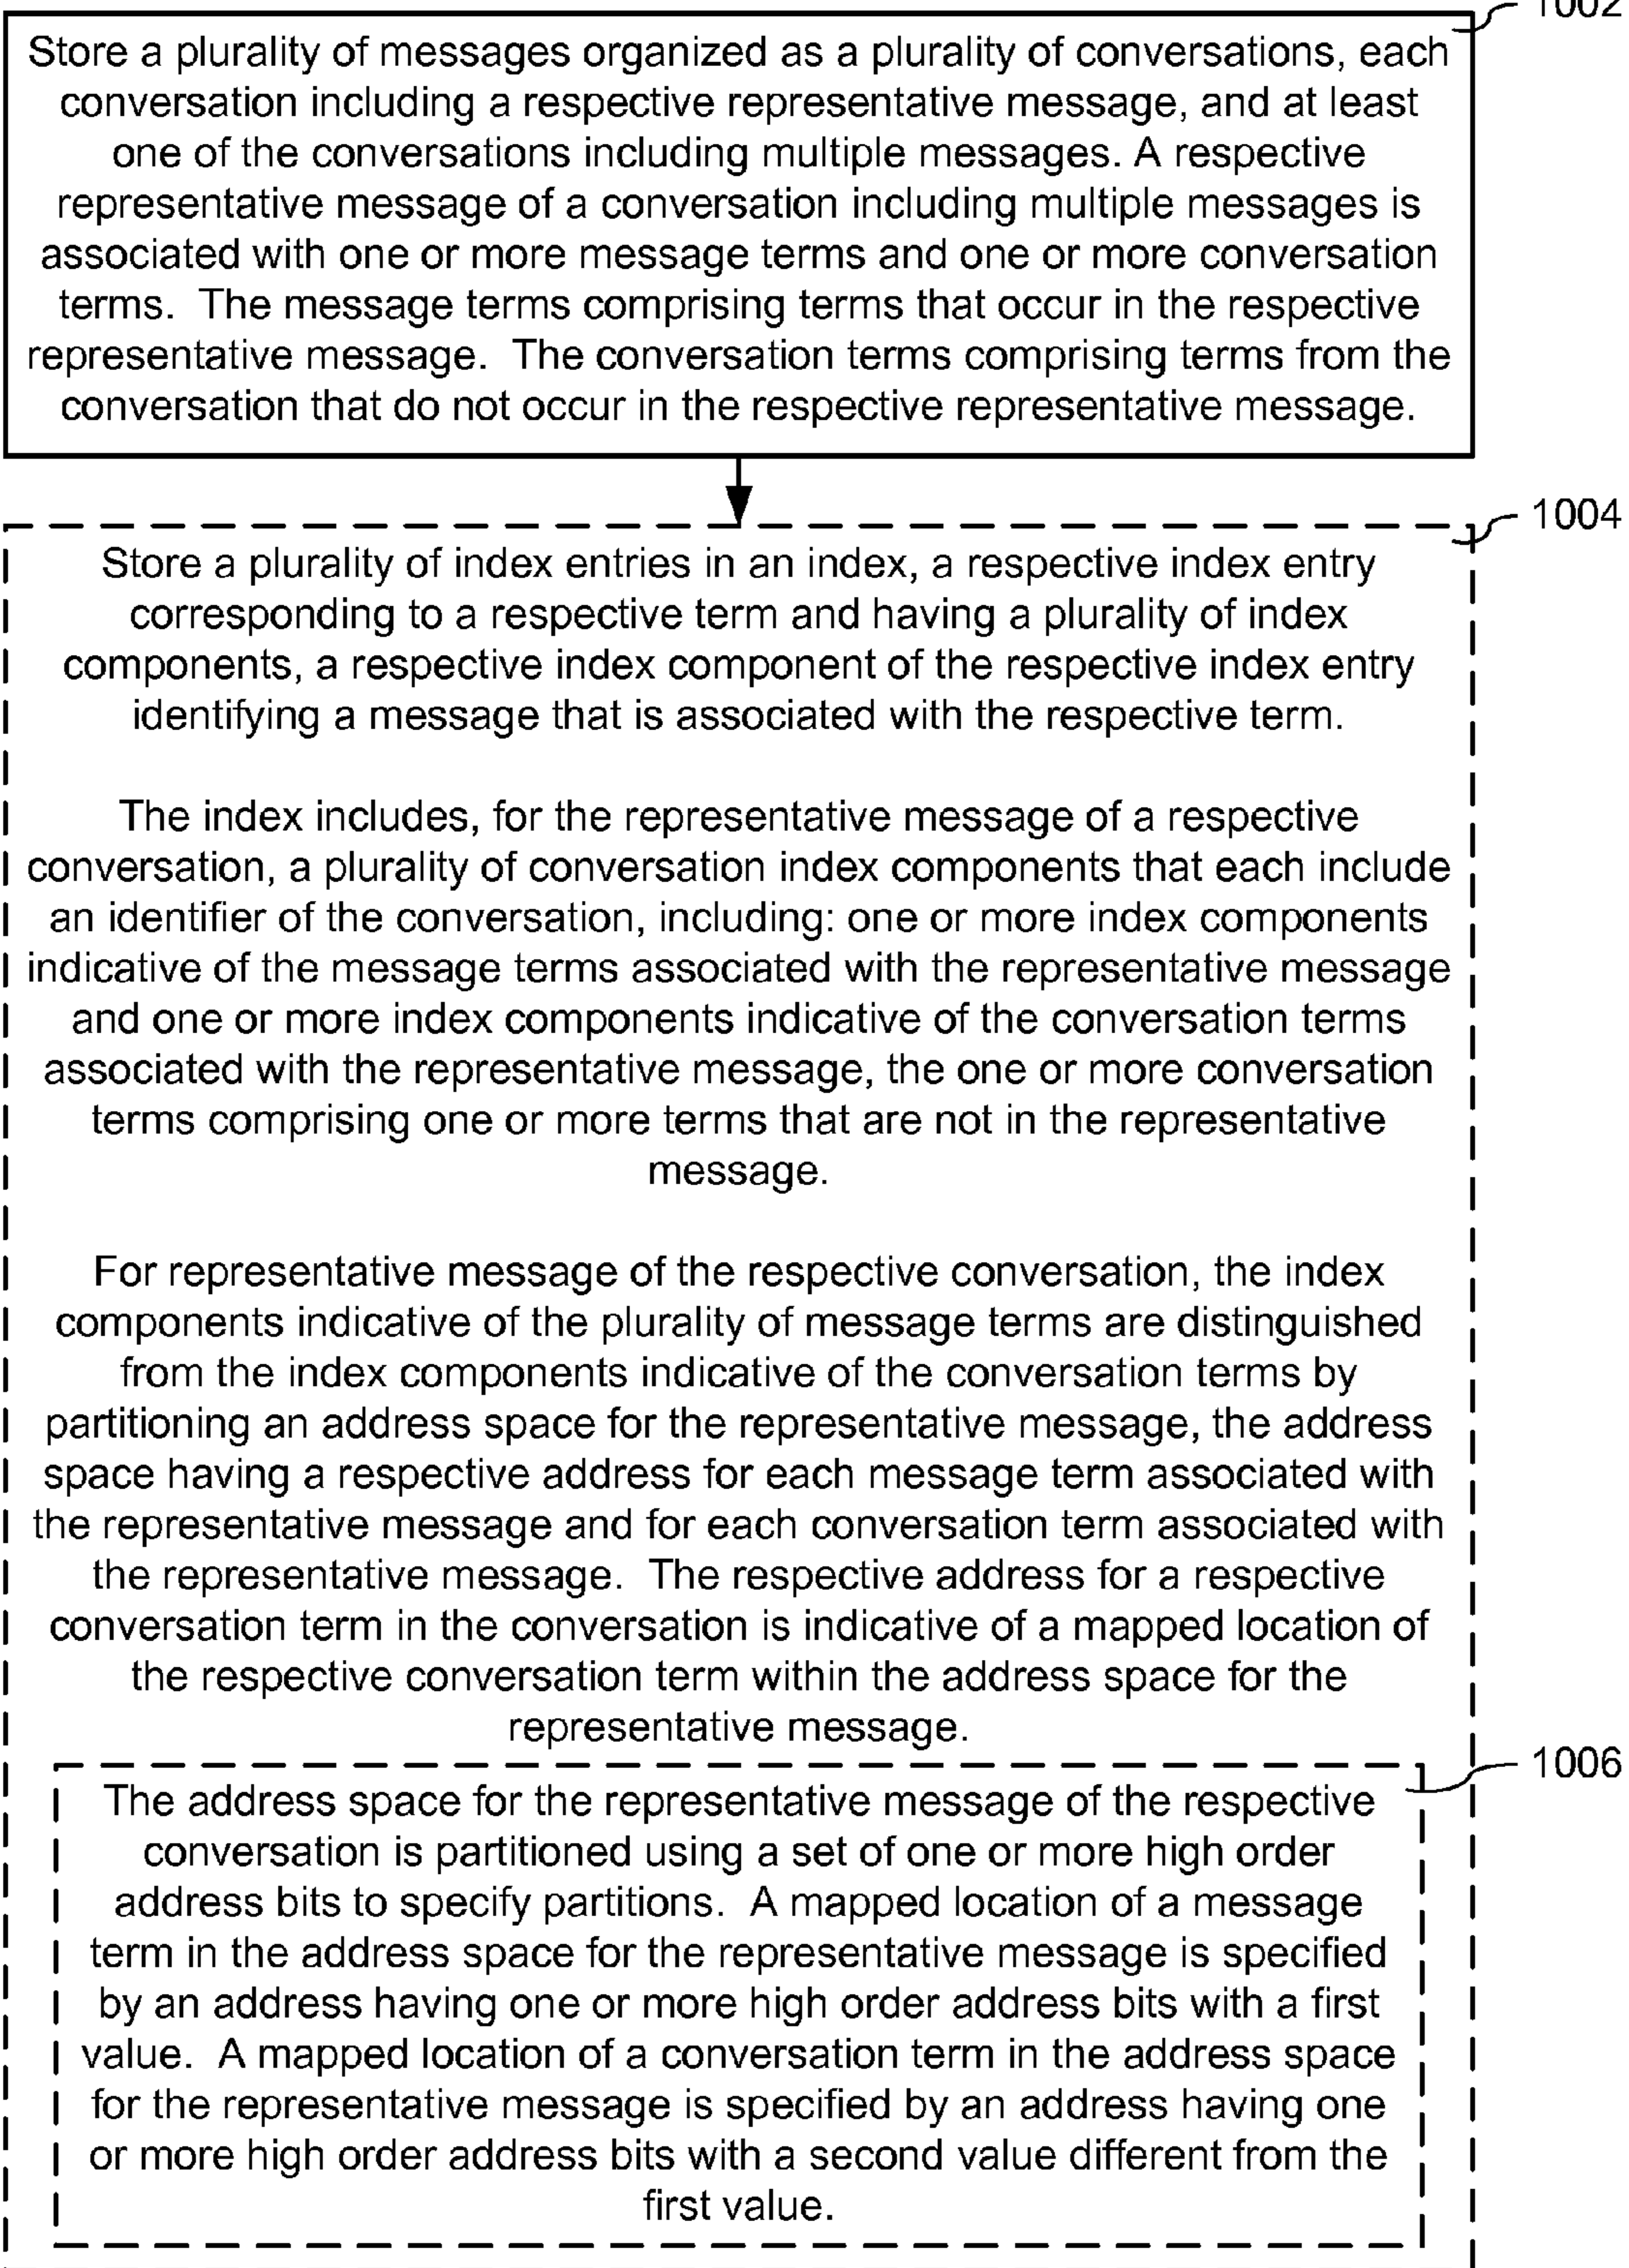 1002
Store a plurality of messages organized as a plurality of conversations, each
conversation including a respective representative message, and at least
one of the conversations including multiple messages. A respective
representative message of a conversation including multiple messages is
associated with one or more message terms and one or more conversation
terms.  The message terms comprising terms that occur in the respective
representative message.  The conversation terms comprising terms from the
conversation that do not occur in the respective representative message.
1004
Store a plurality of index entries in an index, a respective index entry
corresponding to a respective term and having a plurality of index
components, a respective index component of the respective index entry
identifying a message that is associated with the respective term.
The index includes, for the representative message of a respective
conversation, a plurality of conversation index components that each include
an identifier of the conversation, including: one or more index components
indicative of the message terms associated with the representative message
and one or more index components indicative of the conversation terms
associated with the representative message, the one or more conversation
terms comprising one or more terms that are not in the representative
message.
For representative message of the respective conversation, the index
components indicative of the plurality of message terms are distinguished
from the index components indicative of the conversation terms by
partitioning an address space for the representative message, the address
space having a respective address for each message term associated with
the representative message and for each conversation term associated with
the representative message.  The respective address for a respective
conversation term in the conversation is indicative of a mapped location of
the respective conversation term within the address space for the
representative message.
1006
The address space for the representative message of the respective
conversation is partitioned using a set of one or more high order
address bits to specify partitions.  A mapped location of a message
term in the address space for the representative message is specified
by an address having one or more high order address bits with a first
value.  A mapped location of a conversation term in the address space
for the representative message is specified by an address having one
or more high order address bits with a second value different from the
first value.